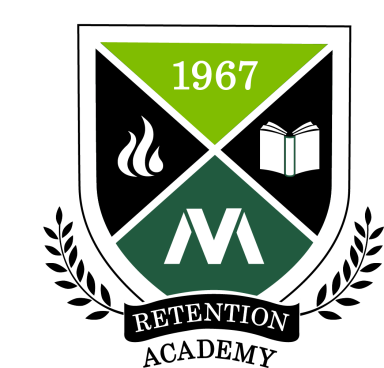 1967
M
RETENTION
ACADEMY